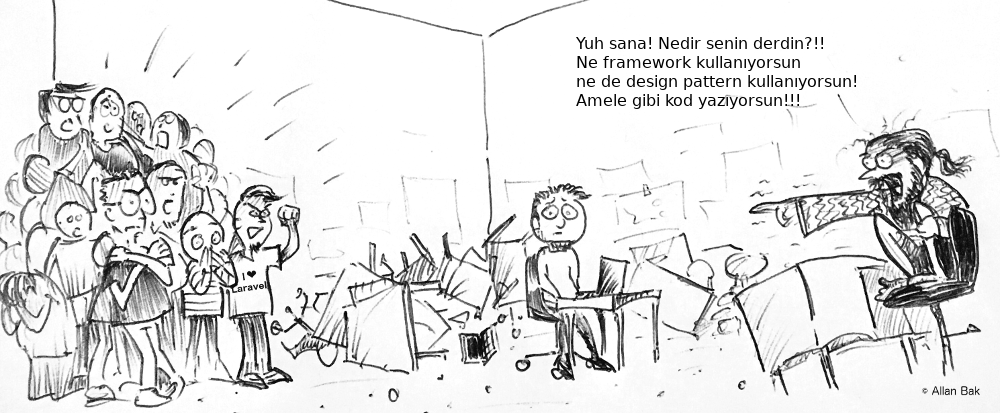 Yuh sana! Nedir senin derdin?!!
Ne framework kullanıyorsun
ne de design pattern kullanıyorsun!
Amele gibi kod yaziyorsun!!!
I ♥
Laravel
© Allan Bak